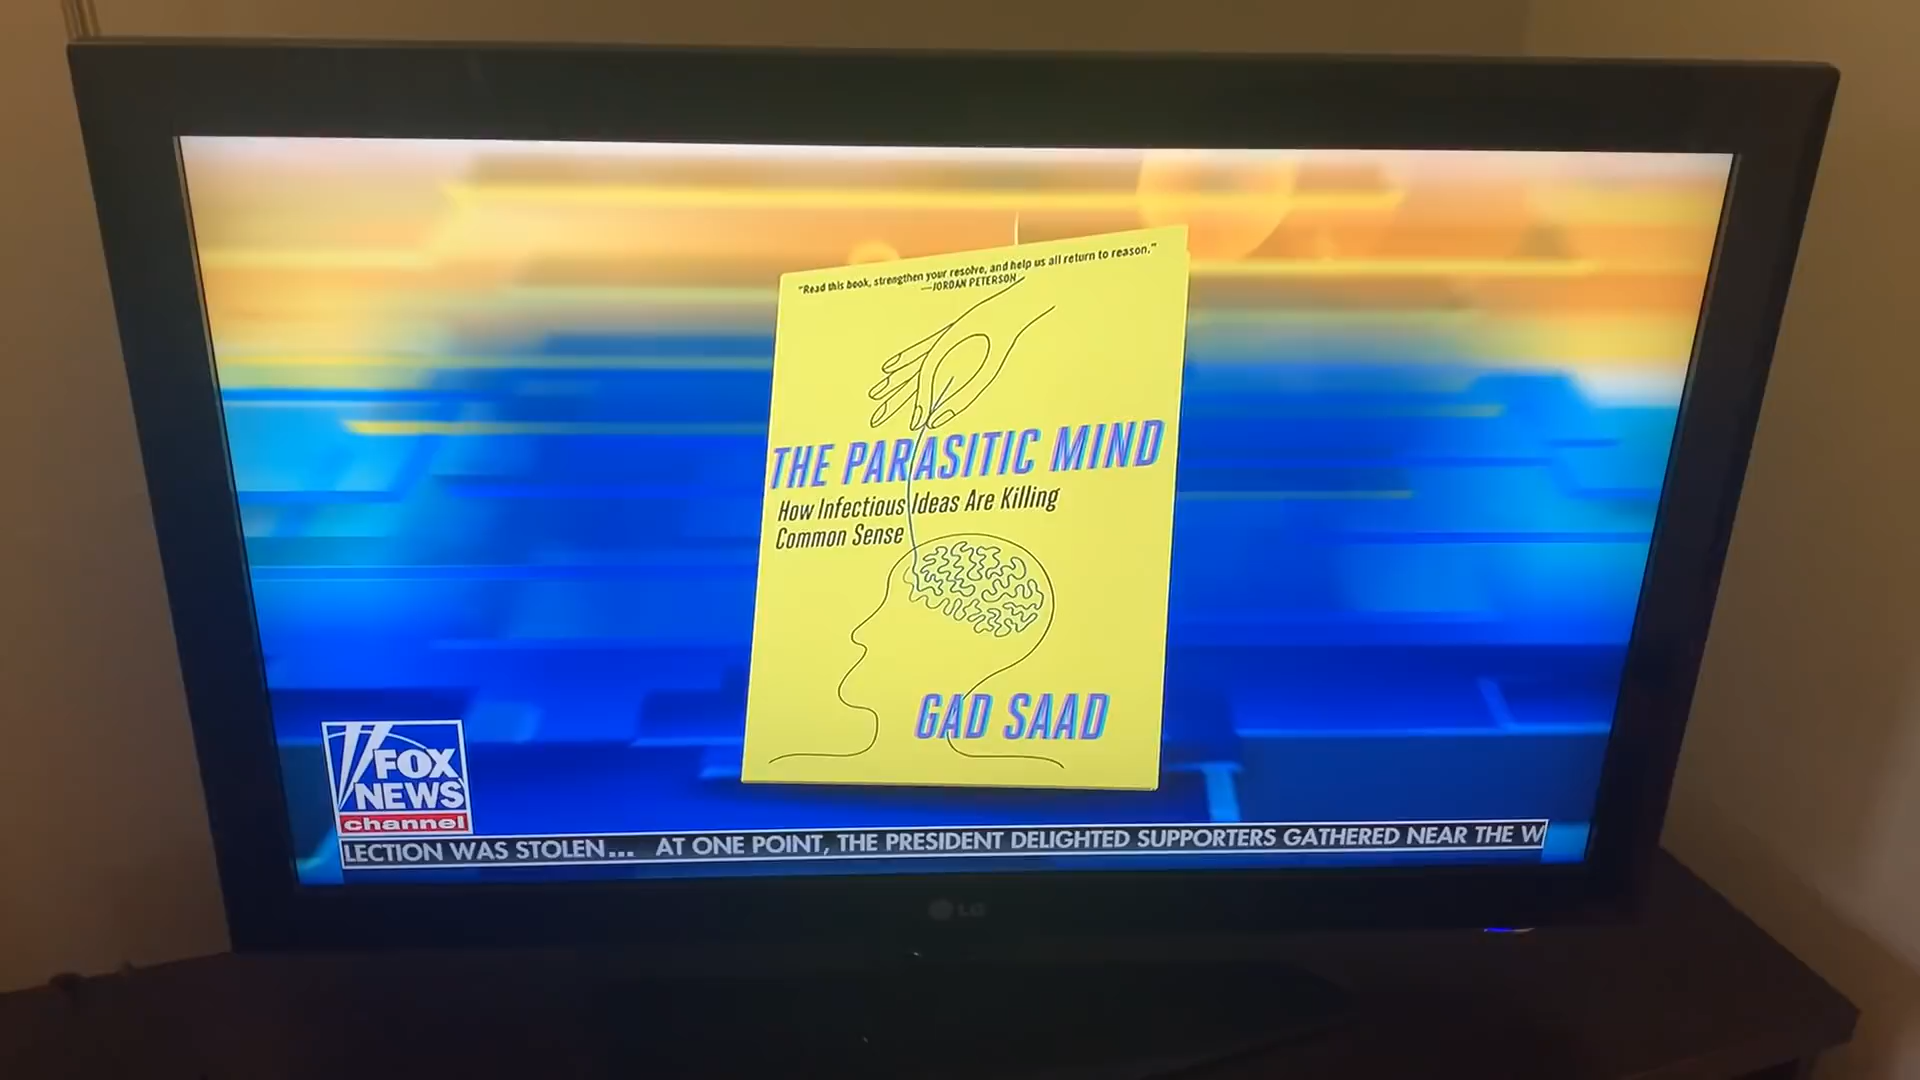 "Read this book, strengthen your resolve, and help us all return to reason."
—JORDAN PETERSON
THE PARASITIC MIND
How Infectious Ideas Are Killing
Common Sense
GAD SAAD
FOX
NEWS
channel
LECTION WAS STOLEN... AT ONE POINT, THE PRESIDENT DELIGHTED SUPPORTERS GATHERED NEAR THE W
LG